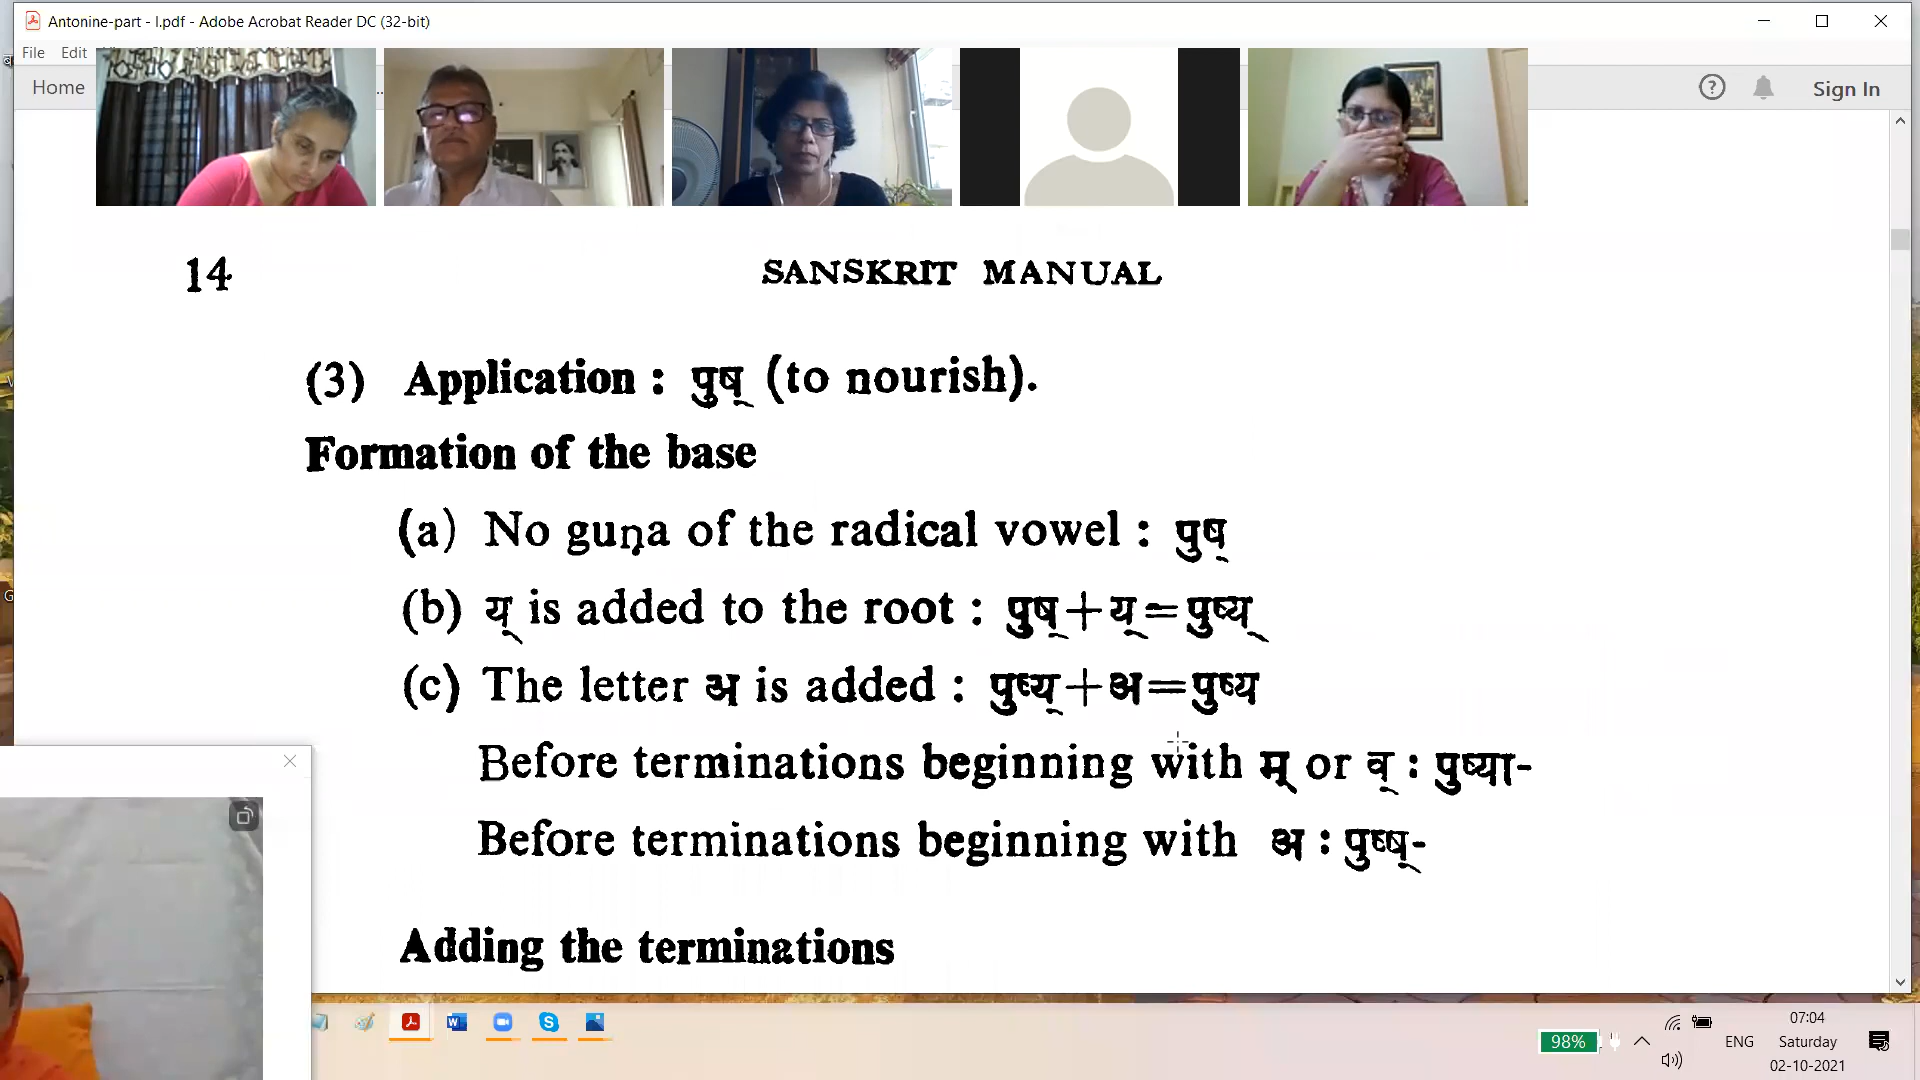 Antonine-part - I.pdf - Adobe Acrobat Reader DC (32-bit)
File Edit
Home ... Sign In
14 SANSKRIT MANUAL
(3) Application : पुष् (to nourish).
Formation of the base
(a) No guṇa of the radical vowel : पुष्
(b) य् is added to the root : पुष्+य्=पुष्य्
(c) The letter अ is added : पुष्य्+अ=पुष्य
Before terminations beginning with म् or व् : पुष्या-
Before terminations beginning with अ : पुष्ष्-
Adding the terminations
98% ENG
07:04
Saturday
02-10-2021